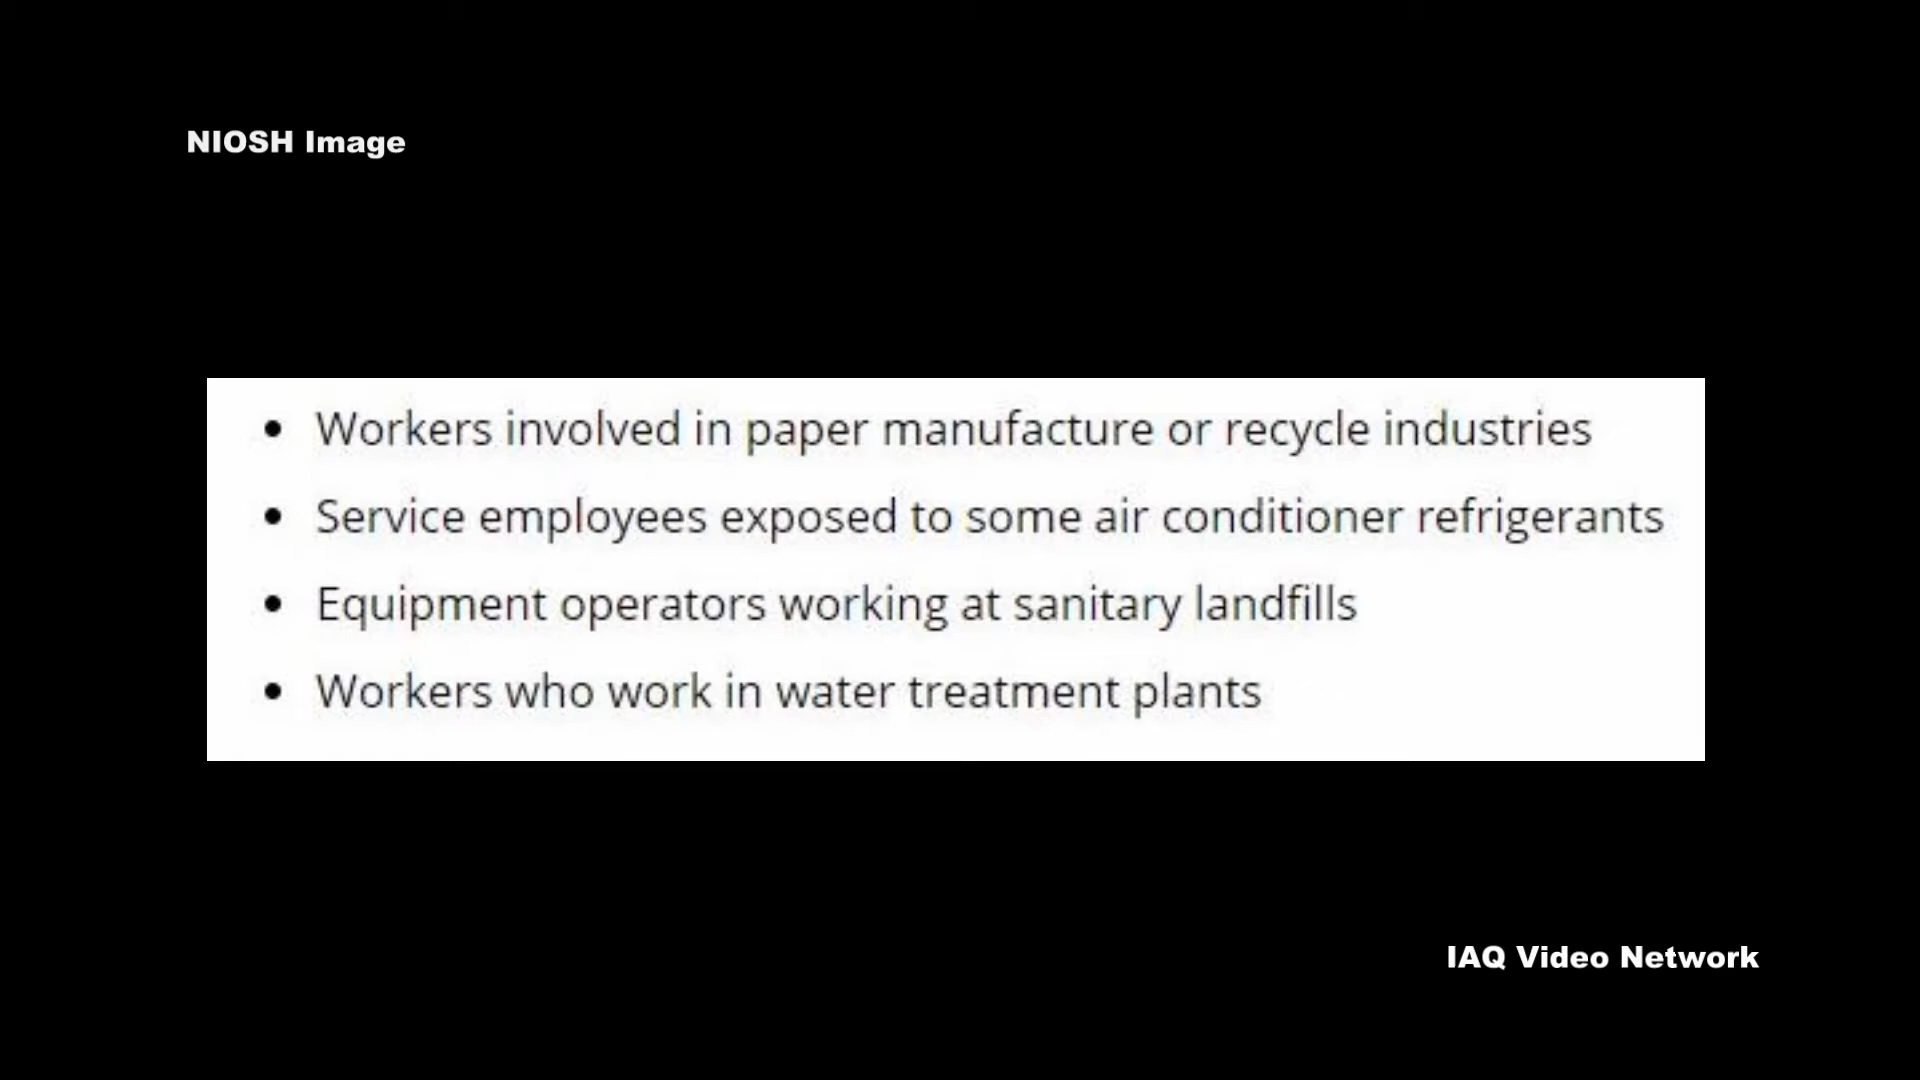 NIOSH Image
• Workers involved in paper manufacture or recycle industries
• Service employees exposed to some air conditioner refrigerants
• Equipment operators working at sanitary landfills
• Workers who work in water treatment plants
IAQ Video Network